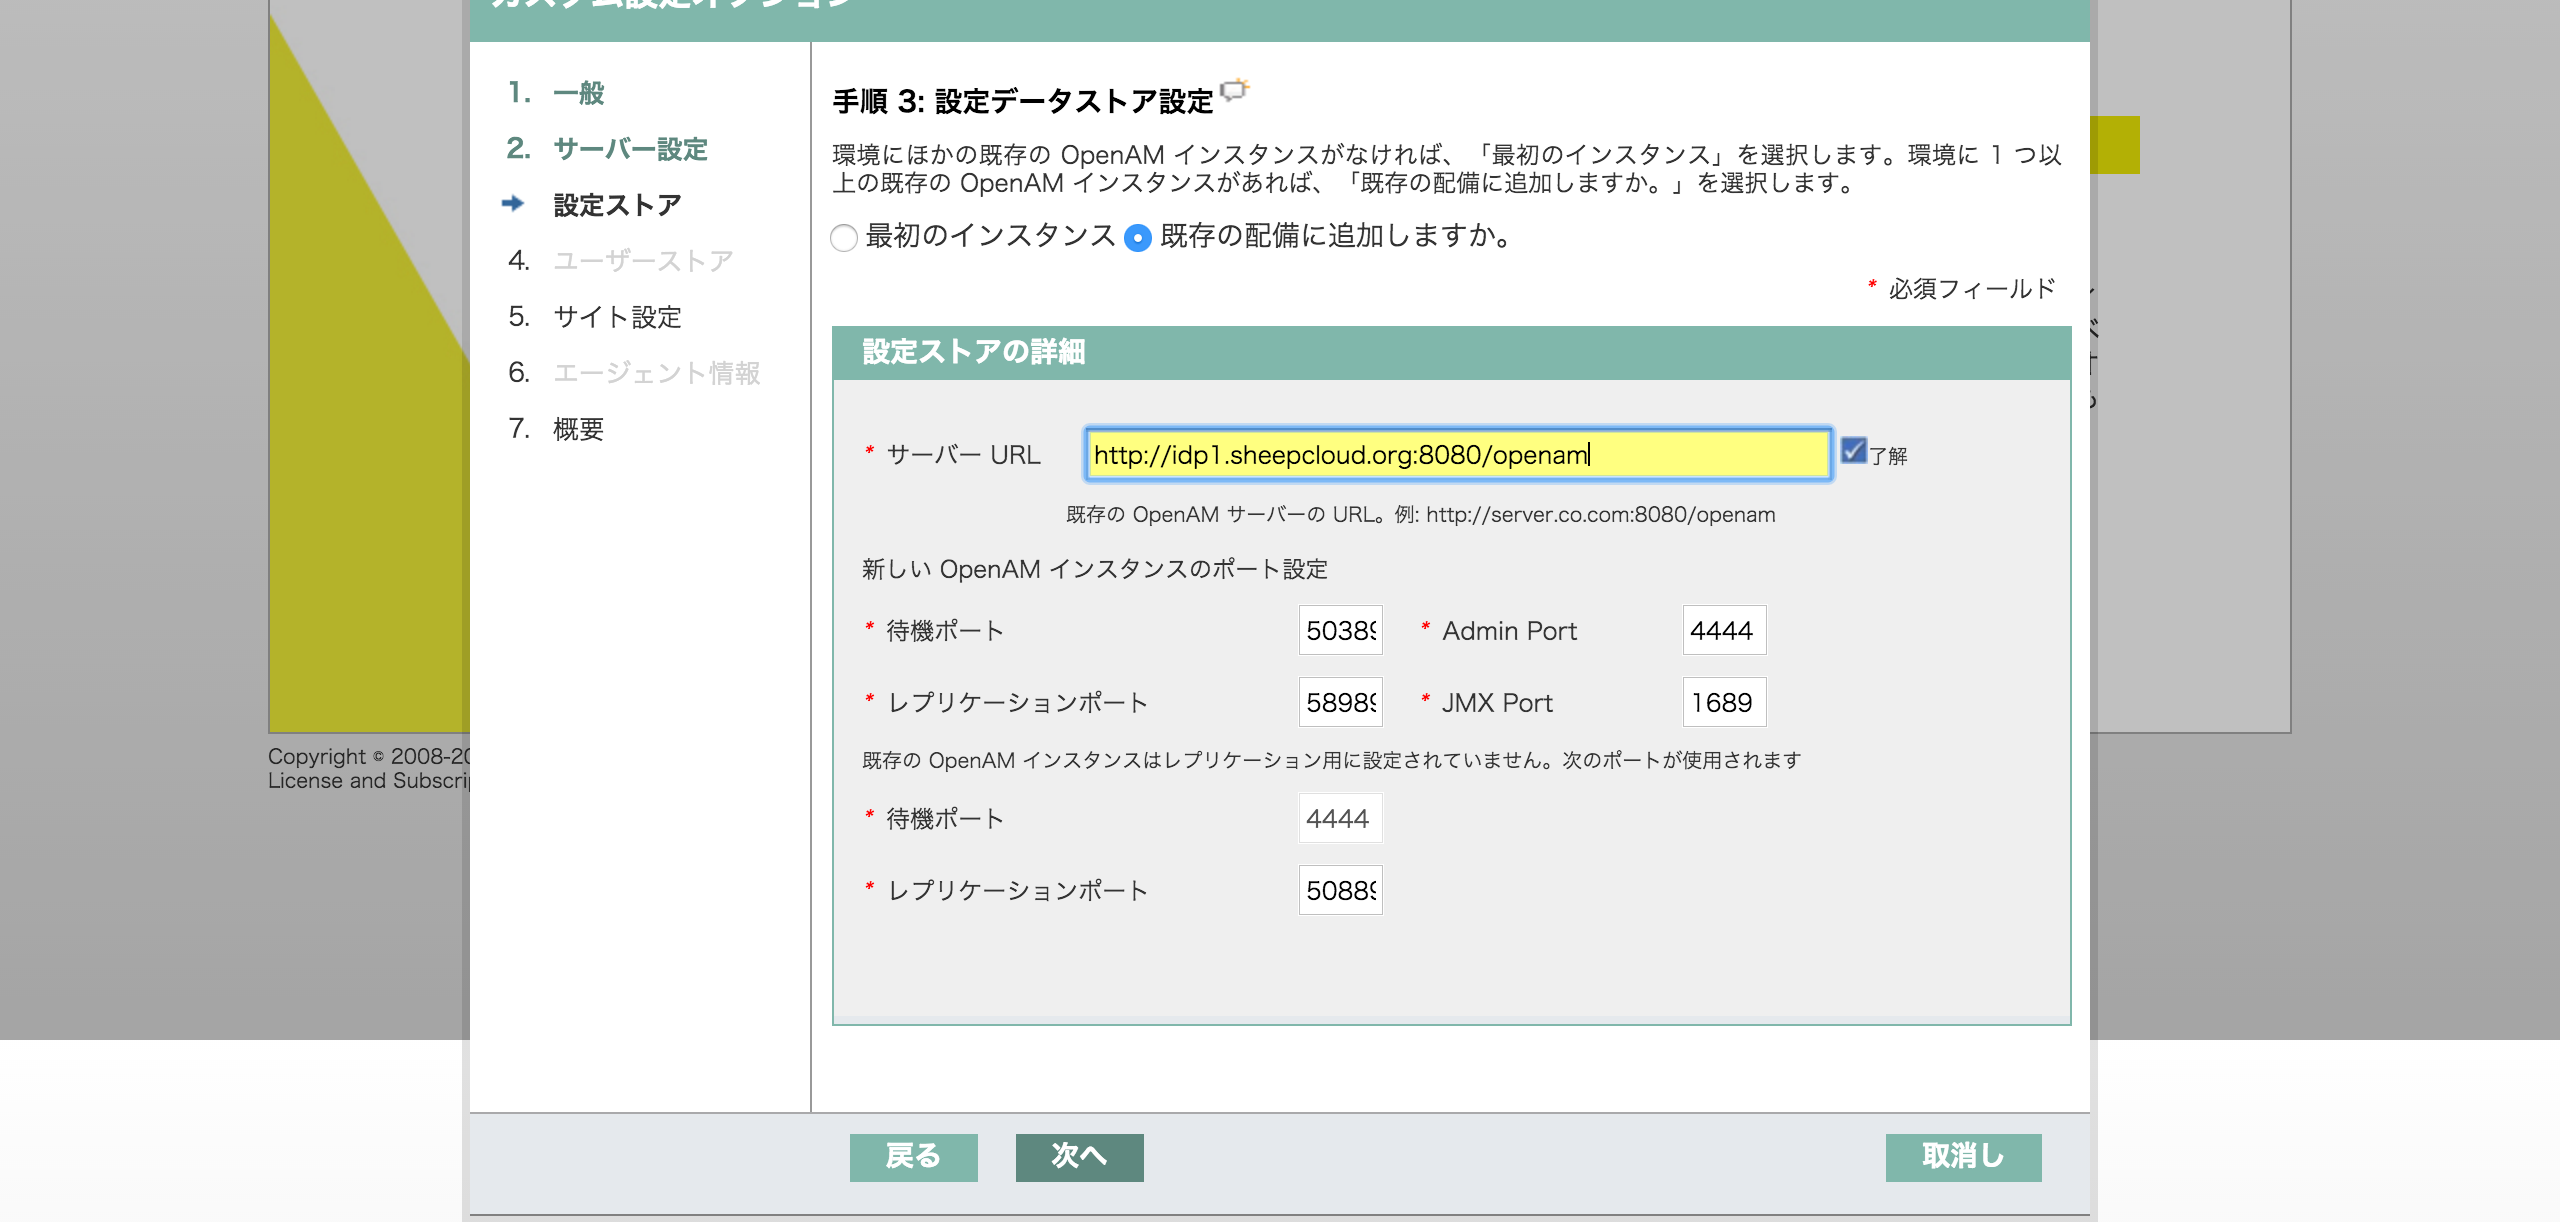 カスタム設定オプション
1. 一般
2. サーバー設定
設定ストア
4. ユーザーストア
5. サイト設定
6. エージェント情報
7. 概要
手順 3: 設定データストア設定
環境にほかの既存の OpenAM インスタンスがなければ、「最初のインスタンス」を選択します。環境に 1 つ以
上の既存の OpenAM インスタンスがあれば、「既存の配備に追加しますか。」を選択します。
最初のインスタンス 既存の配備に追加しますか。
* 必須フィールド
設定ストアの詳細
* サーバー URL http://idp1.sheepcloud.org:8080/openam 了解
既存の OpenAM サーバーの URL。例: http://server.co.com:8080/openam
新しい OpenAM インスタンスのポート設定
* 待機ポート 50389 * Admin Port 4444
* レプリケーションポート 58989 * JMX Port 1689
既存の OpenAM インスタンスはレプリケーション用に設定されていません。次のポートが使用されます
* 待機ポート 4444
* レプリケーションポート 50889
戻る 次へ 取消し
Copyright © 2008-20
License and Subscri